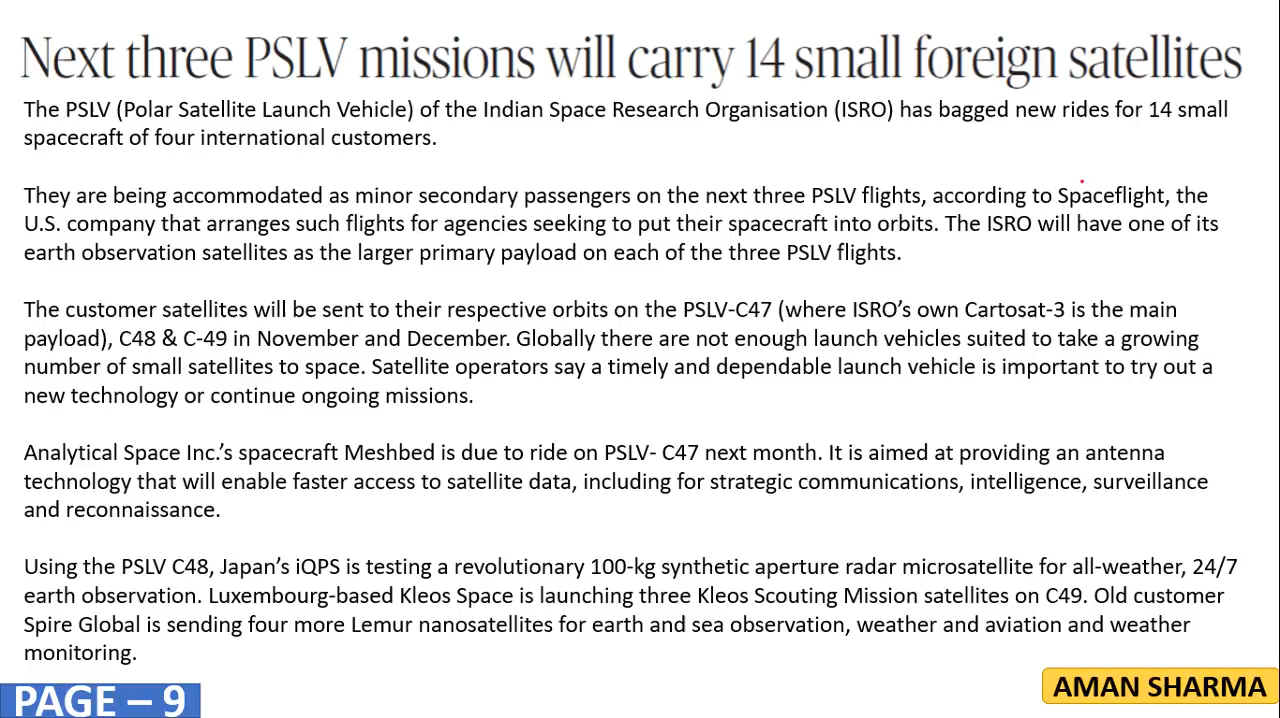 Next three PSLV missions will carry 14 small foreign satellites
The PSLV (Polar Satellite Launch Vehicle) of the Indian Space Research Organisation (ISRO) has bagged new rides for 14 small
spacecraft of four international customers.
They are being accommodated as minor secondary passengers on the next three PSLV flights, according to Spaceflight, the
U.S. company that arranges such flights for agencies seeking to put their spacecraft into orbits. The ISRO will have one of its
earth observation satellites as the larger primary payload on each of the three PSLV flights.
The customer satellites will be sent to their respective orbits on the PSLV-C47 (where ISRO’s own Cartosat-3 is the main
payload), C48 & C-49 in November and December. Globally there are not enough launch vehicles suited to take a growing
number of small satellites to space. Satellite operators say a timely and dependable launch vehicle is important to try out a
new technology or continue ongoing missions.
Analytical Space Inc.’s spacecraft Meshbed is due to ride on PSLV- C47 next month. It is aimed at providing an antenna
technology that will enable faster access to satellite data, including for strategic communications, intelligence, surveillance
and reconnaissance.
Using the PSLV C48, Japan’s iQPS is testing a revolutionary 100-kg synthetic aperture radar microsatellite for all-weather, 24/7
earth observation. Luxembourg-based Kleos Space is launching three Kleos Scouting Mission satellites on C49. Old customer
Spire Global is sending four more Lemur nanosatellites for earth and sea observation, weather and aviation and weather
monitoring.
PAGE – 9
AMAN SHARMA